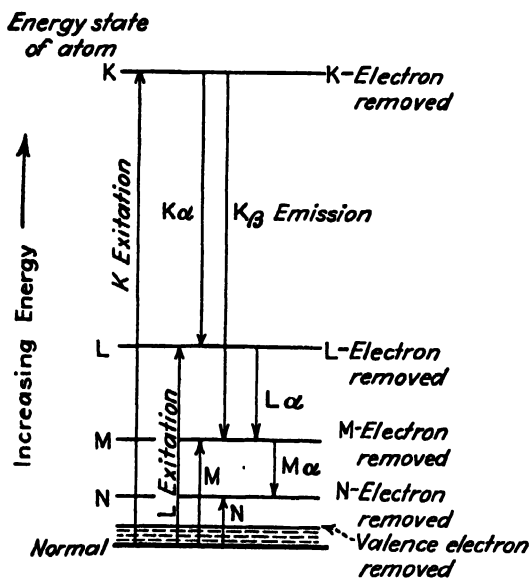 Energy state
of atom
K
K-Electron
removed
Increasing Energy
K Exitation
Kα
Kβ Emission
L
L-Electron
removed
L Exitation
Lα
M
M-Electron
removed
M
Mα
N
N-Electron
removed
N
Normal
Valence electron
removed